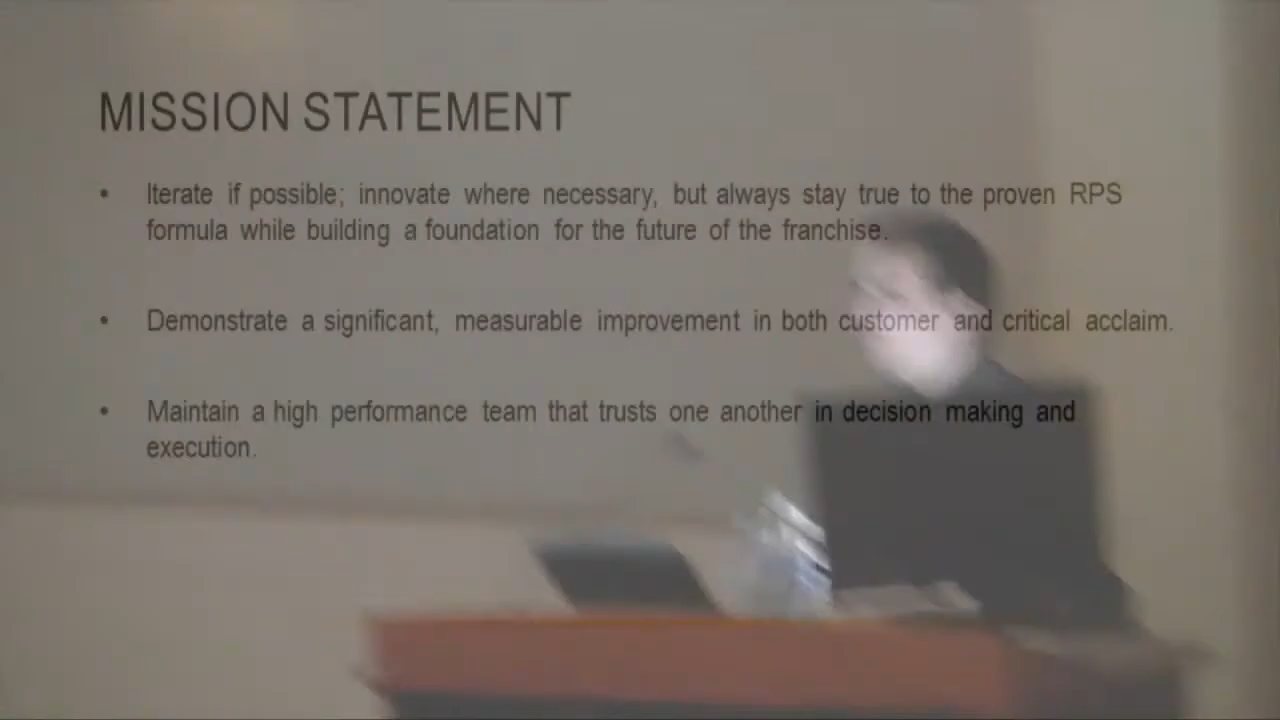 MISSION STATEMENT
• Iterate if possible; innovate where necessary, but always stay true to the proven RPS
formula while building a foundation for the future of the franchise.
• Demonstrate a significant, measurable improvement in both customer and critical acclaim.
• Maintain a high performance team that trusts one another in decision making and
execution.